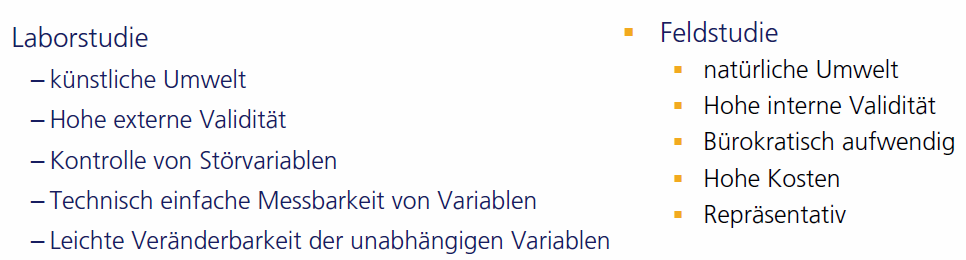 Laborstudie
– künstliche Umwelt
– Hohe externe Validität
– Kontrolle von Störvariablen
– Technisch einfache Messbarkeit von Variablen
– Leichte Veränderbarkeit der unabhängigen Variablen
▪ Feldstudie
▪ natürliche Umwelt
▪ Hohe interne Validität
▪ Bürokratisch aufwendig
▪ Hohe Kosten
▪ Repräsentativ